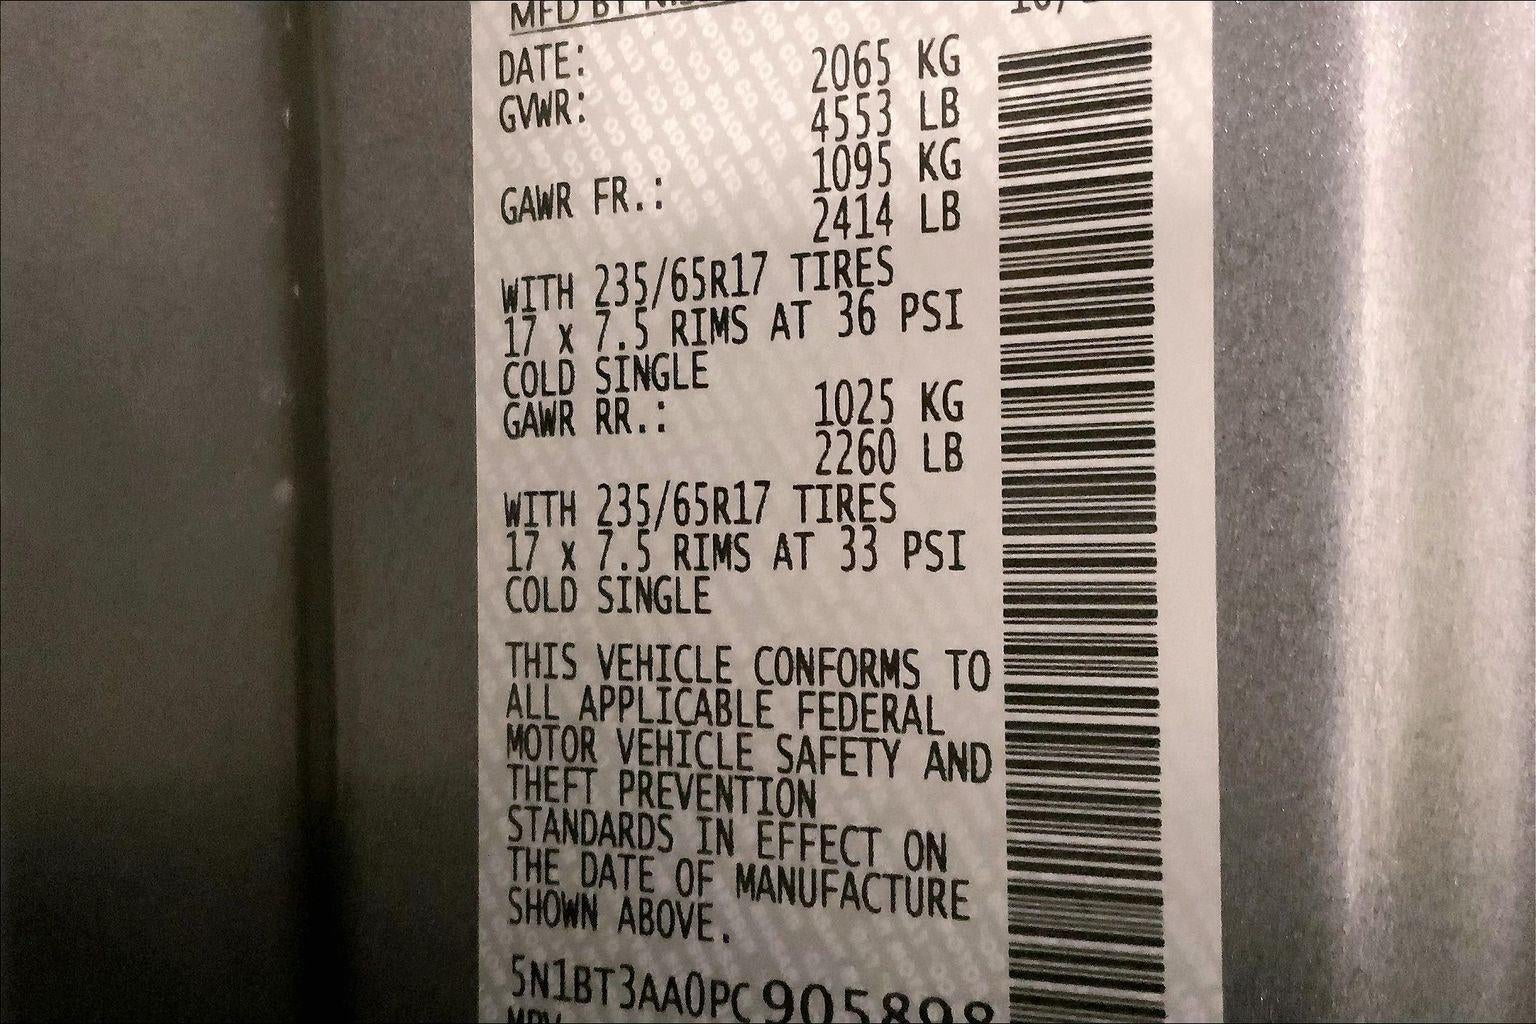 MFD BY
DATE:
GVWR: 2065 KG
4553 LB
GAWR FR.: 1095 KG
2414 LB
WITH 235/65R17 TIRES
17 x 7.5 RIMS AT 36 PSI
COLD SINGLE
GAWR RR.: 1025 KG
2260 LB
WITH 235/65R17 TIRES
17 x 7.5 RIMS AT 33 PSI
COLD SINGLE
THIS VEHICLE CONFORMS TO
ALL APPLICABLE FEDERAL
MOTOR VEHICLE SAFETY AND
THEFT PREVENTION
STANDARDS IN EFFECT ON
THE DATE OF MANUFACTURE
SHOWN ABOVE.
5N1BT3AA0PC905898